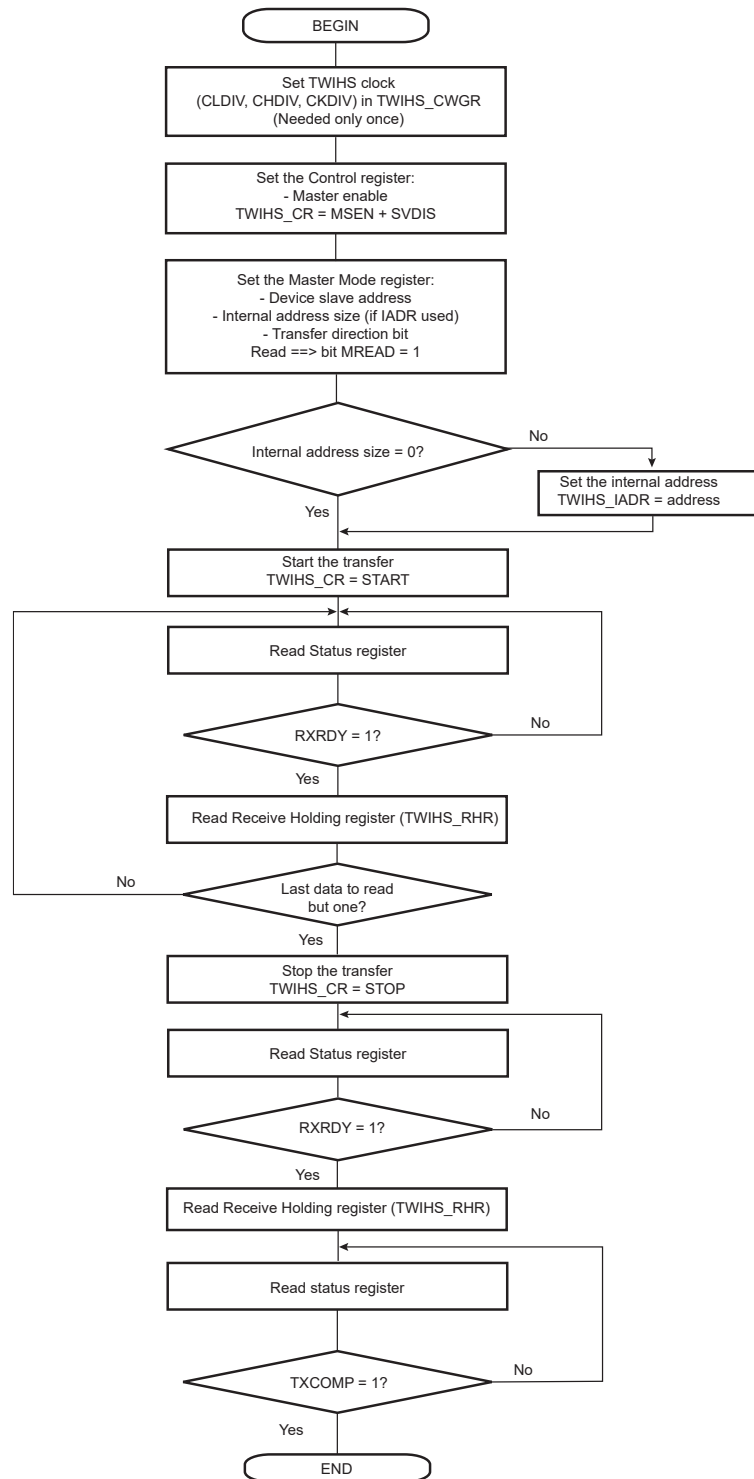 BEGIN
Set TWIHS clock
(CLDIV, CHDIV, CKDIV) in TWIHS_CWGR
(Needed only once)
Set the Control register:
- Master enable
TWIHS_CR = MSEN + SVDIS
Set the Master Mode register:
- Device slave address
- Internal address size (if IADR used)
- Transfer direction bit
Read ==> bit MREAD = 1
Internal address size = 0?
No
Set the internal address
TWIHS_IADR = address
Yes
Start the transfer
TWIHS_CR = START
Read Status register
RXRDY = 1?
No
Yes
Read Receive Holding register (TWIHS_RHR)
Last data to read
but one?
No
Yes
Stop the transfer
TWIHS_CR = STOP
Read Status register
RXRDY = 1?
No
Yes
Read Receive Holding register (TWIHS_RHR)
Read status register
TXCOMP = 1?
No
Yes
END